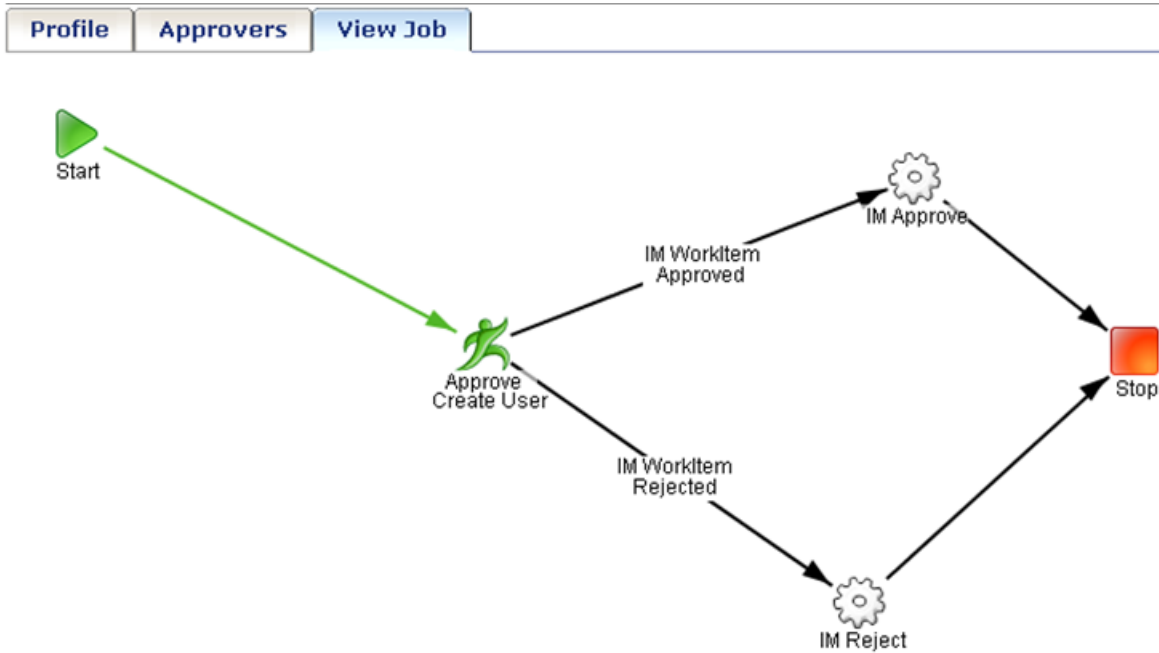 Profile
Approvers
View Job
Start
IM Approve
IM WorkItem
Approved
Stop
Approve
Create User
IM WorkItem
Rejected
IM Reject